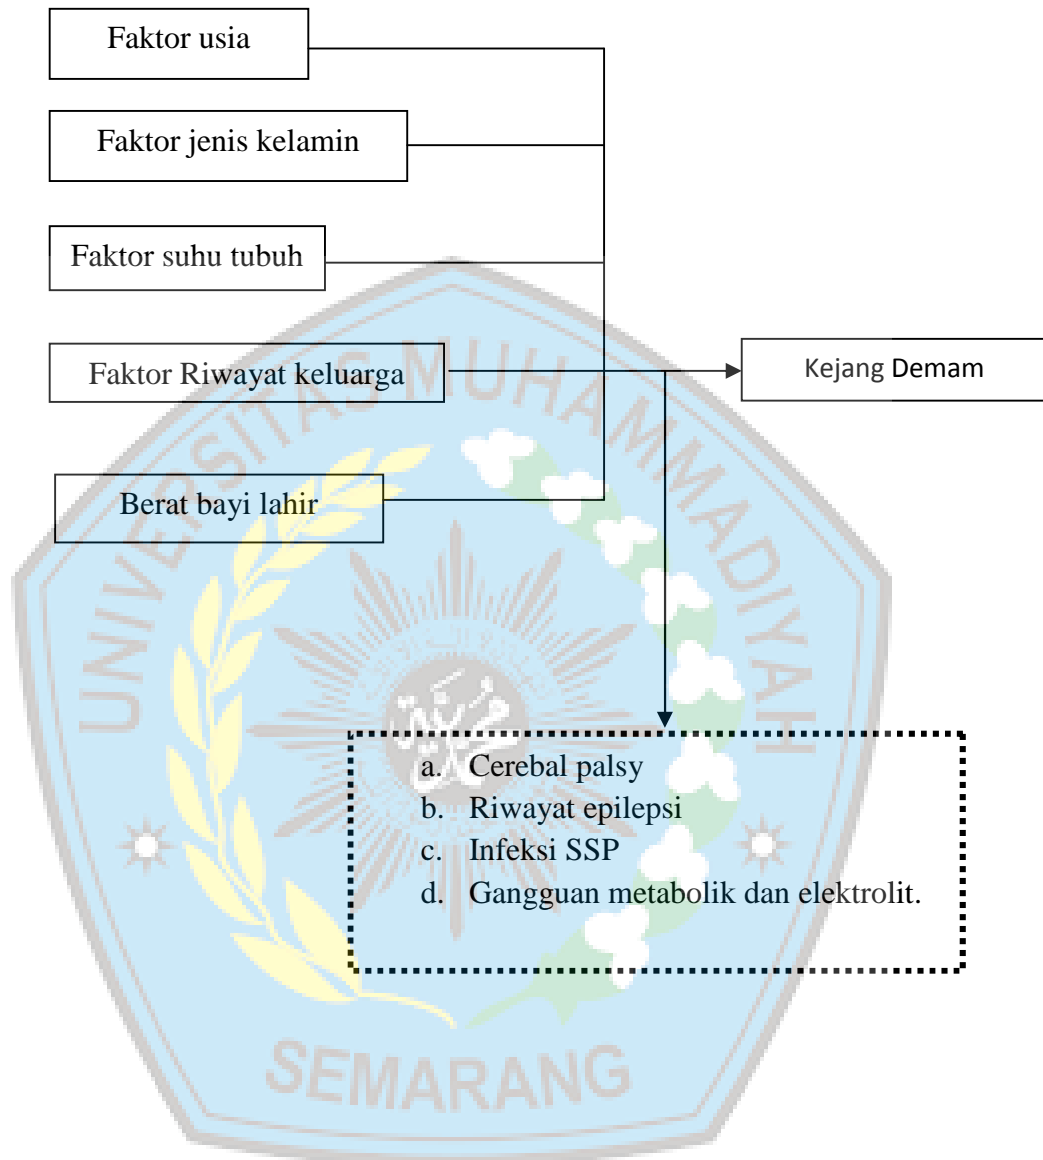 Faktor usia
Faktor jenis kelamin
Faktor suhu tubuh
Faktor Riwayat keluarga
Kejang Demam
Berat bayi lahir
UNIVERSITAS MUHAMMADIYAH
a. Cerebal palsy
b. Riwayat epilepsi
c. Infeksi SSP
d. Gangguan metabolik dan elektrolit.
SEMARANG